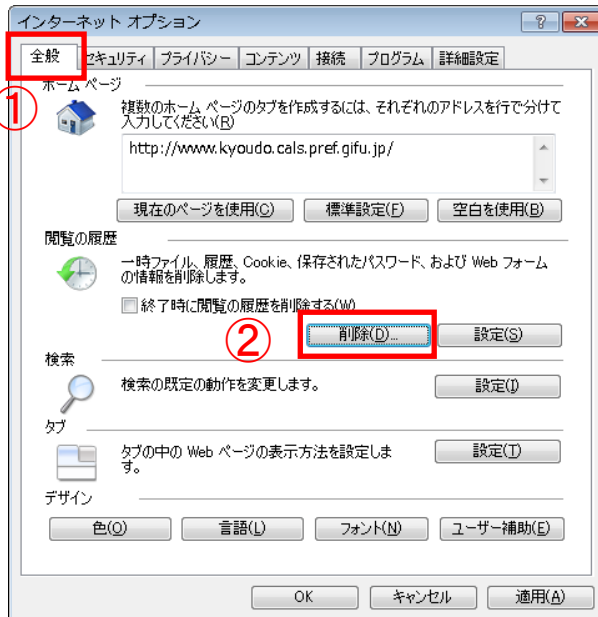 インターネット オプション
全般 セキュリティ プライバシー コンテンツ 接続 プログラム 詳細設定
ホーム ページ
①
複数のホーム ページのタブを作成するには、それぞれのアドレスを行で分けて
入力してください(R)
http://www.kyoudo.cals.pref.gifu.jp/
現在のページを使用(C) 標準設定(F) 空白を使用(B)
閲覧の履歴
一時ファイル、履歴、Cookie、保存されたパスワード、および Web フォーム
の情報を削除します。
終了時に閲覧の履歴を削除する(W)
② 削除(D)... 設定(S)
検索
検索の既定の動作を変更します。 設定(I)
タブ
タブの中の Web ページの表示方法を設定しま
す。
設定(T)
デザイン
色(O) 言語(L) フォント(N) ユーザー補助(E)
OK キャンセル 適用(A)